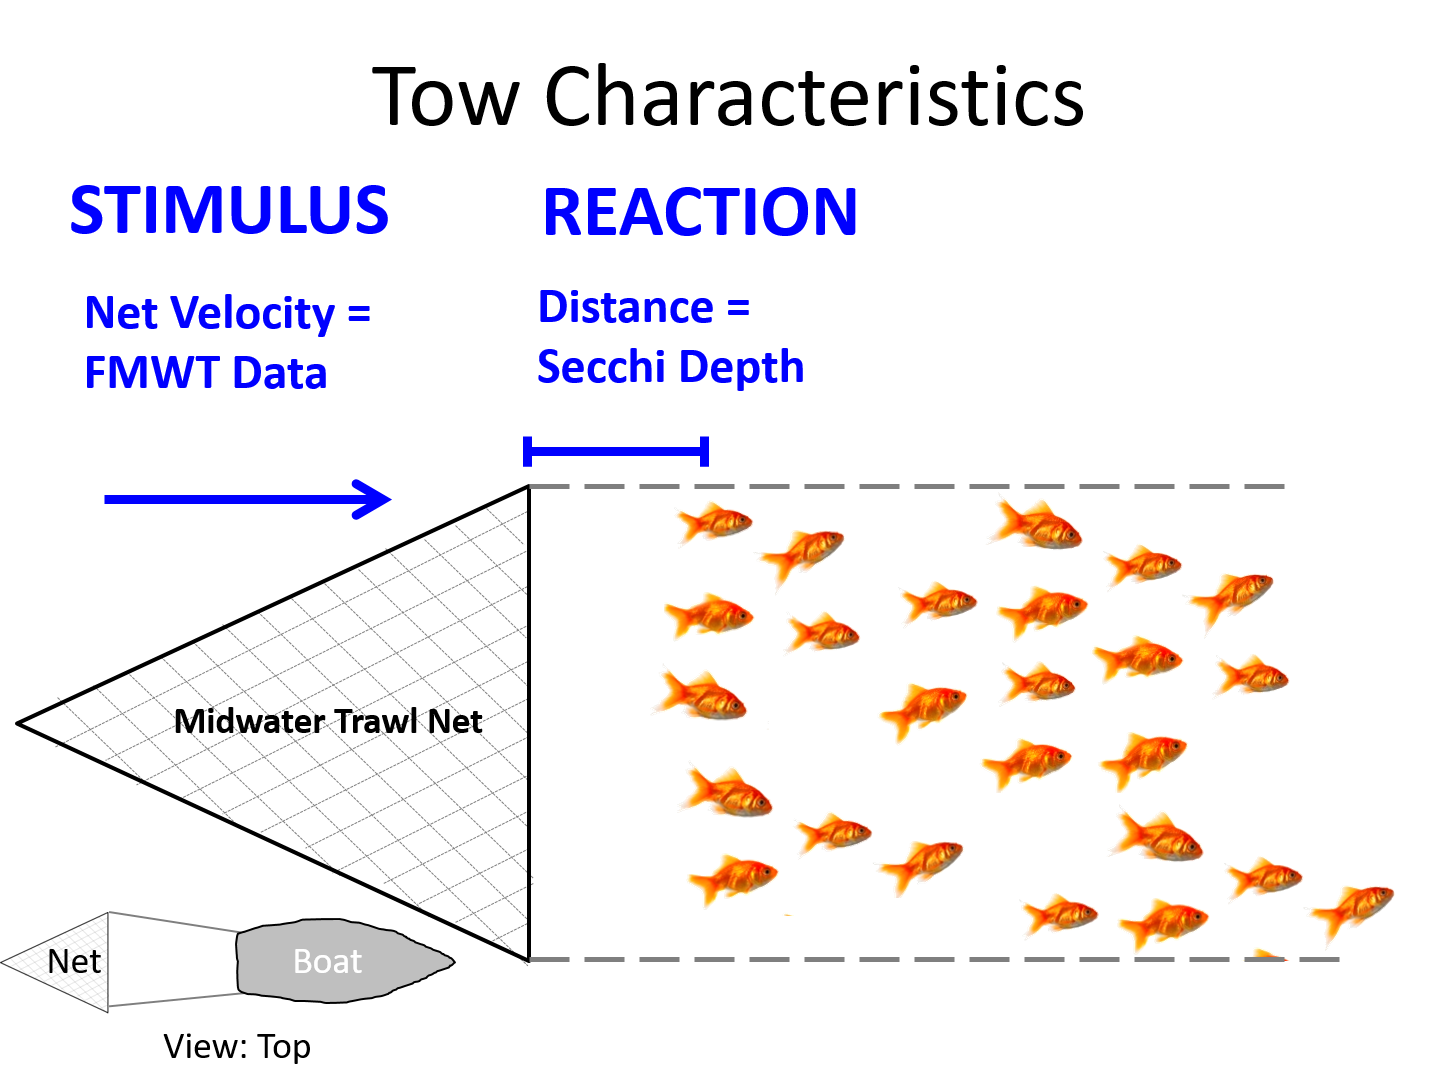 Tow Characteristics
STIMULUS
Net Velocity =
FMWT Data
REACTION
Distance =
Secchi Depth
Midwater Trawl Net
Net
Boat
View: Top